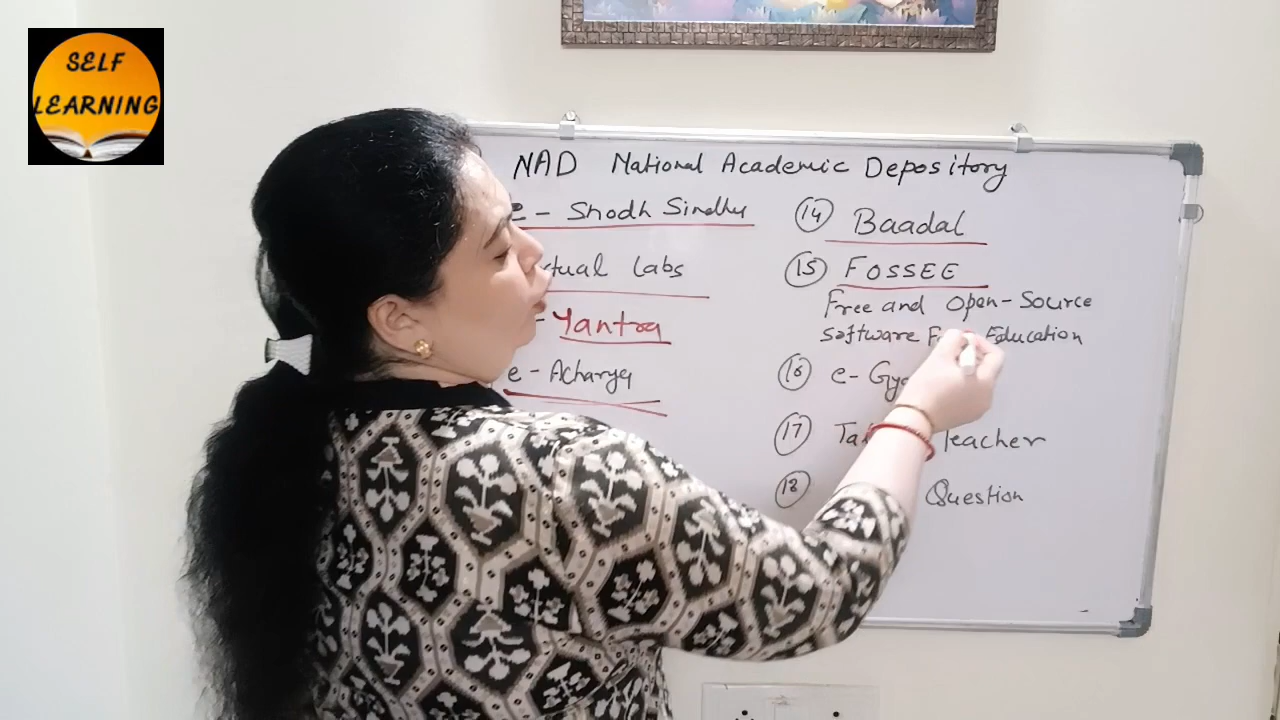 SELF
LEARNING
NAD National Academic Depository
e - Shodh Sindhu
Labs
Yantra
e - Acharya
14 Baadal
15 FOSSEE
Free and Open-Source
Software Education
16 e-
17 Teacher
18 Question